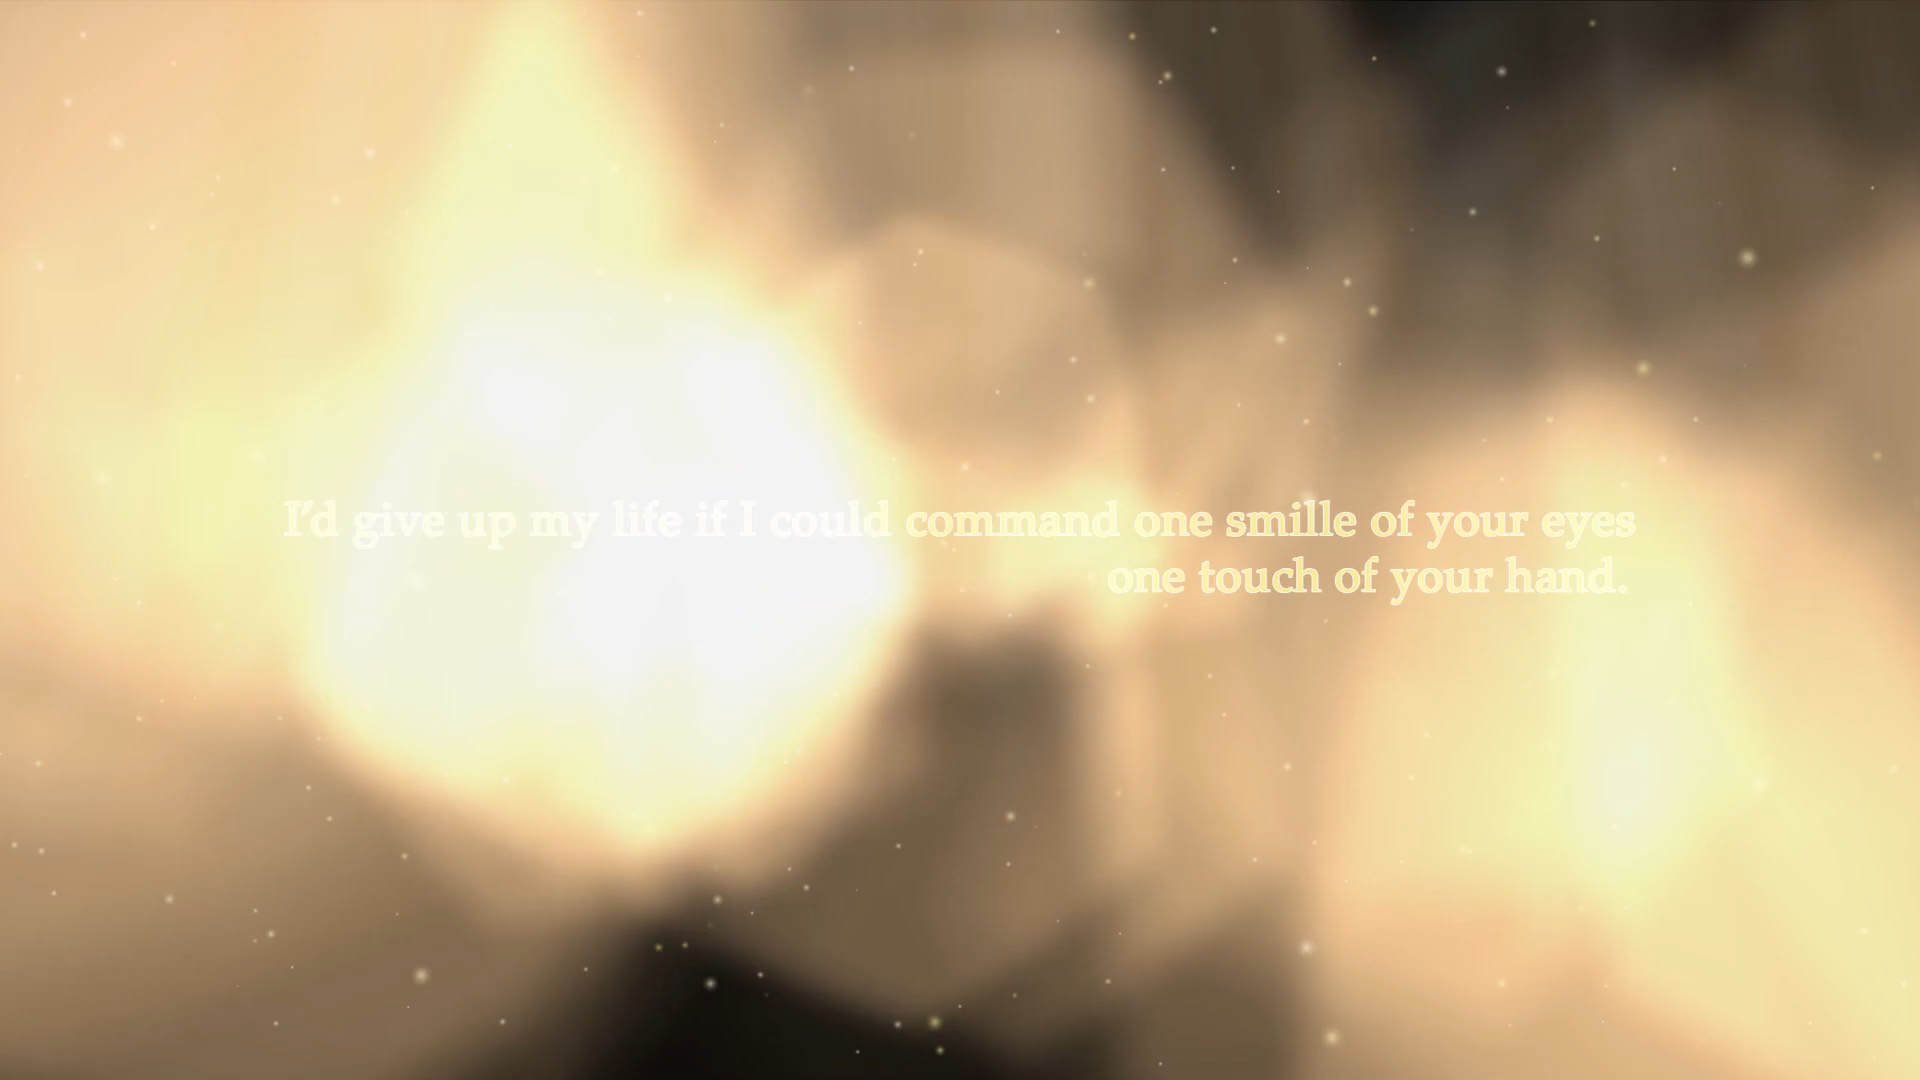 I'd give up my life if I could command one smille of your eyes
one touch of your hand.